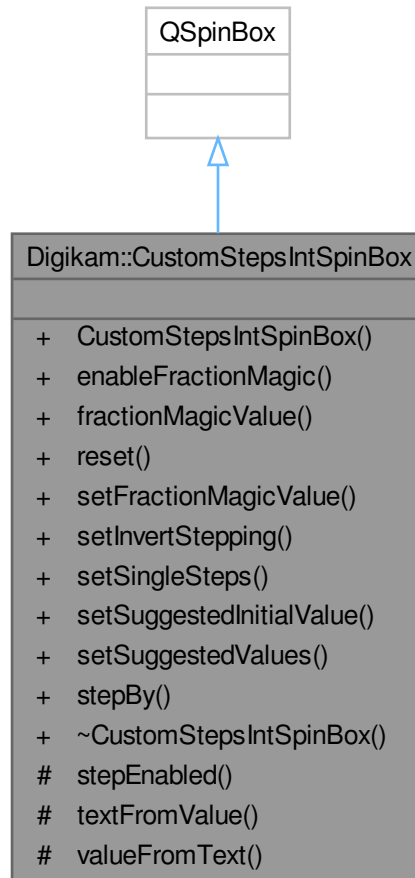 QSpinBox
Digikam::CustomStepsIntSpinBox
+ CustomStepsIntSpinBox()
+ enableFractionMagic()
+ fractionMagicValue()
+ reset()
+ setFractionMagicValue()
+ setInvertStepping()
+ setSingleSteps()
+ setSuggestedInitialValue()
+ setSuggestedValues()
+ stepBy()
+ ~CustomStepsIntSpinBox()
# stepEnabled()
# textFromValue()
# valueFromText()